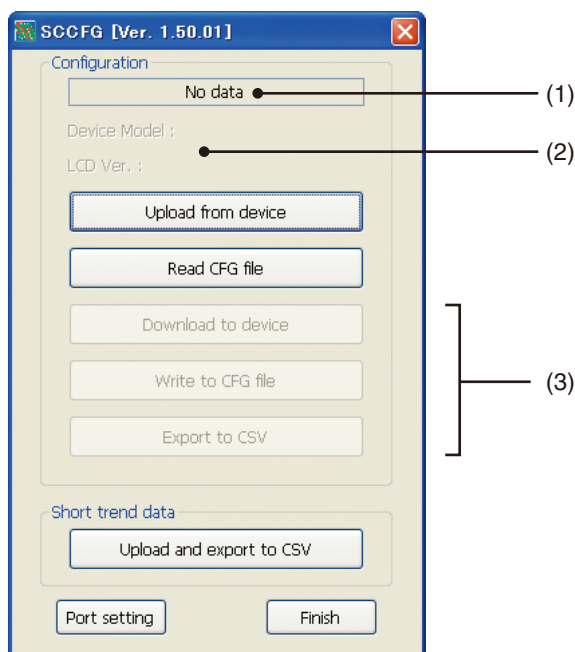 SCCFG [Ver. 1.50.01]
Configuration
No data
(1)
Device Model :
(2)
LCD Ver. :
Upload from device
Read CFG file
Download to device
Write to CFG file
(3)
Export to CSV
Short trend data
Upload and export to CSV
Port setting
Finish